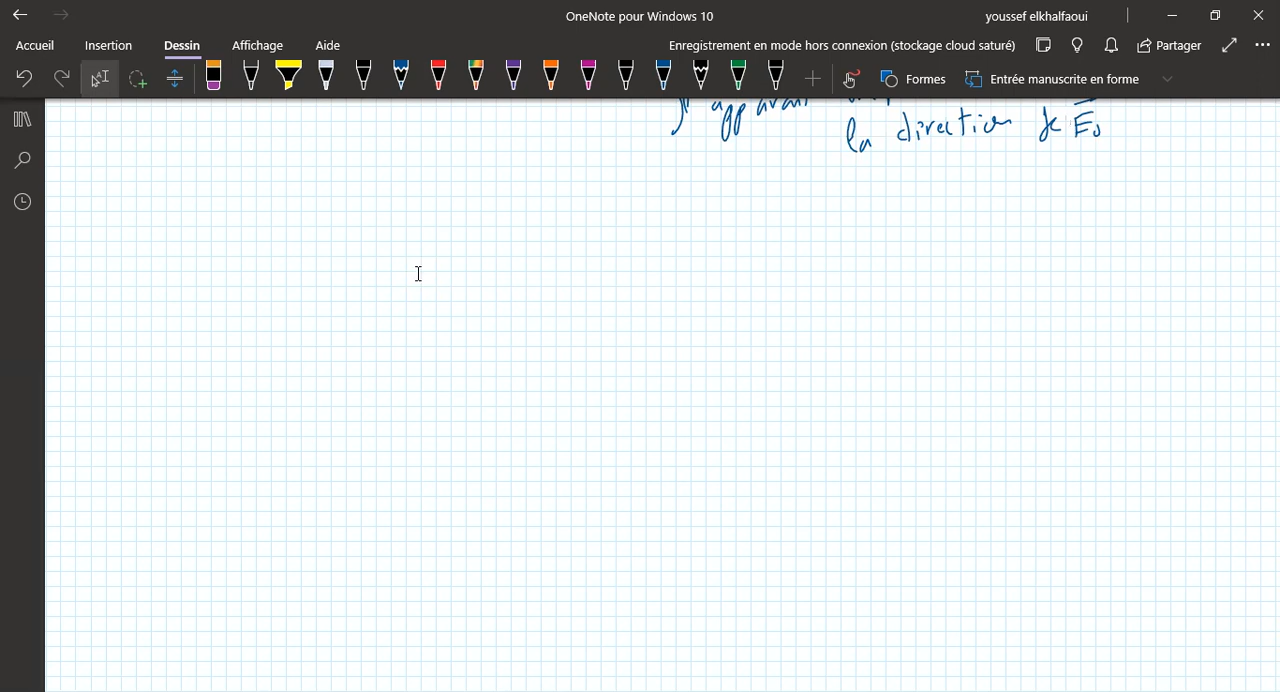 OneNote pour Windows 10
youssef elkhalfaoui
Accueil Insertion Dessin Affichage Aide
Enregistrement en mode hors connexion (stockage cloud saturé) Partager
Formes Entrée manuscrite en forme
la direction de E₀